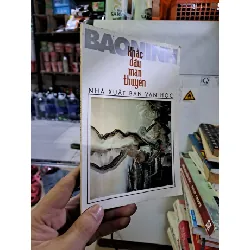 BAO NINH
Khắc
dấu
mạn
thuyền
NHÀ XUẤT BẢN VĂN HỌC